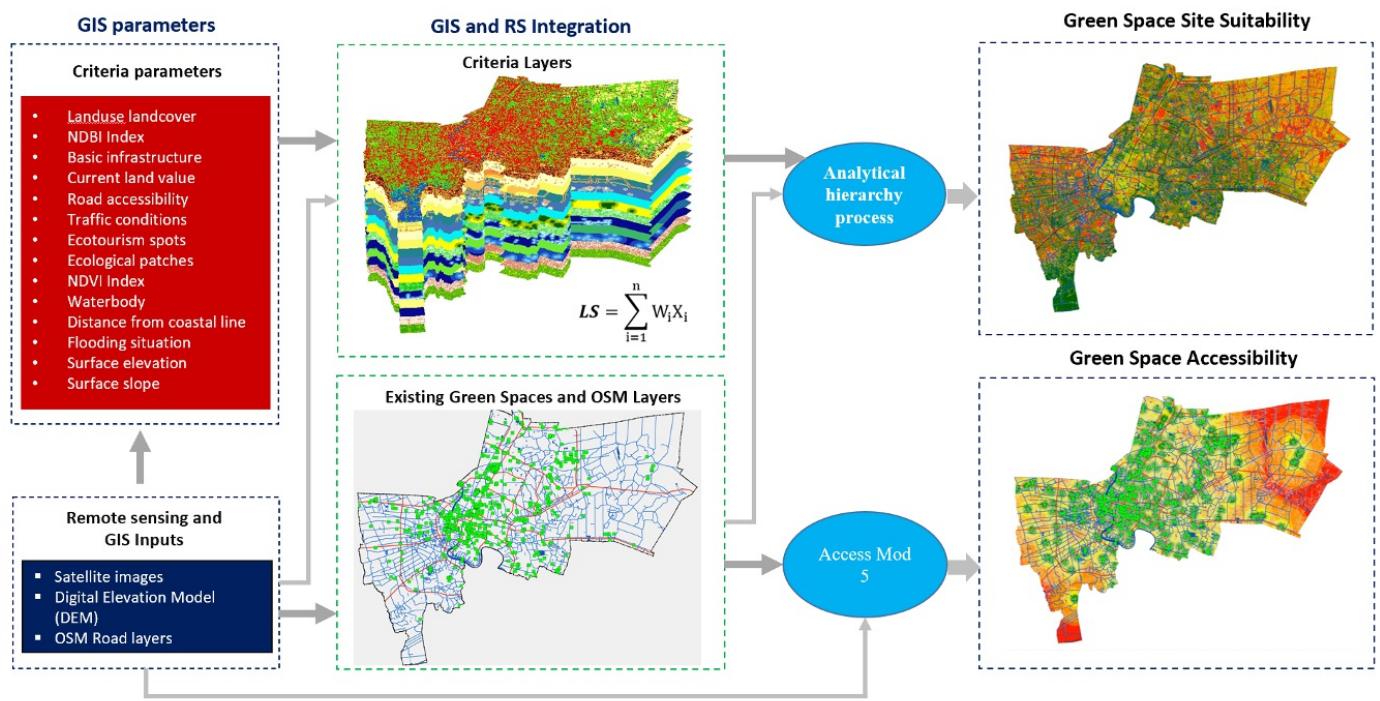 GIS parameters
Criteria parameters
• Landuse landcover
• NDBI Index
• Basic infrastructure
• Current land value
• Road accessibility
• Traffic conditions
• Ecotourism spots
• Ecological patches
• NDVI Index
• Waterbody
• Distance from coastal line
• Flooding situation
• Surface elevation
• Surface slope
Remote sensing and
GIS Inputs
▪ Satellite images
▪ Digital Elevation Model
(DEM)
▪ OSM Road layers
GIS and RS Integration
Criteria Layers
LS = ∑ⁿᵢ₌₁ WᵢXᵢ
Existing Green Spaces and OSM Layers
Analytical
hierarchy
process
Access Mod
5
Green Space Site Suitability
Green Space Accessibility